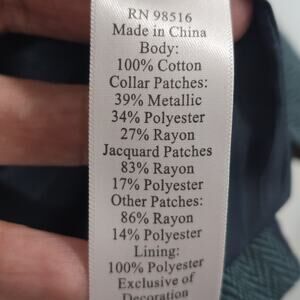 RN 98516
Made in China
Body:
100% Cotton
Collar Patches:
39% Metallic
34% Polyester
27% Rayon
Jacquard Patches
83% Rayon
17% Polyester
Other Patches:
86% Rayon
14% Polyester
Lining:
100% Polyester
Exclusive of
Decoration